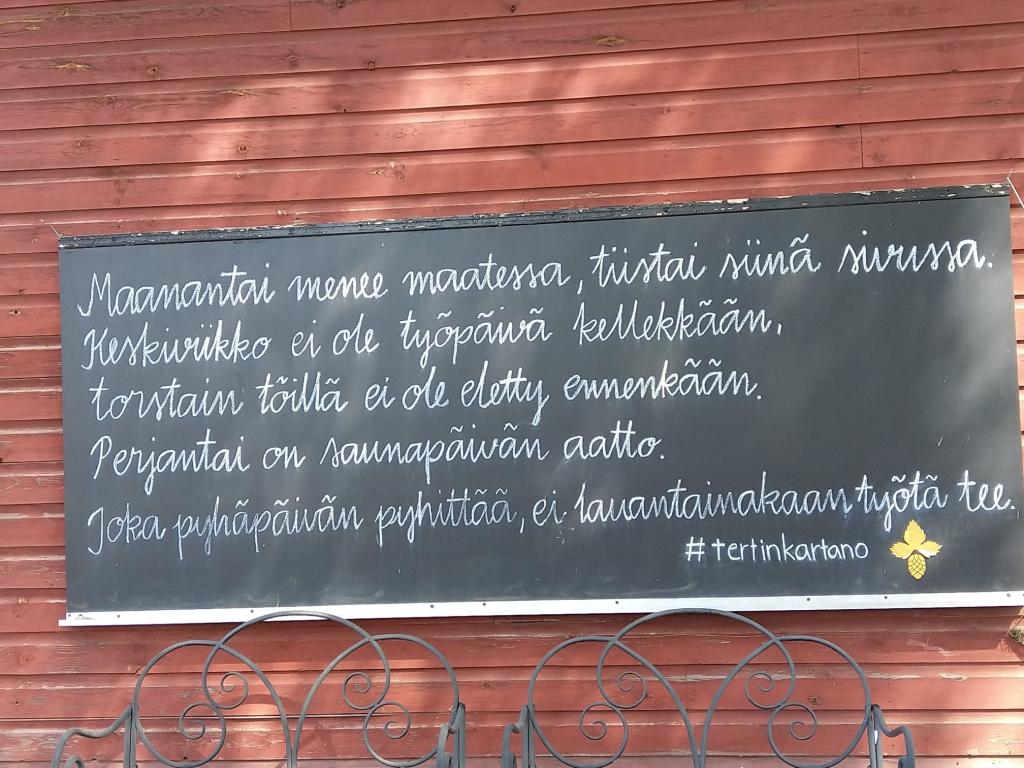 Maanantai menee maatessa, tiistai siinä sivussa.
Keskiviikko ei ole työpäivä kellekkään,
torstain töillä ei ole eletty ennenkään.
Perjantai on saunapäivän aatto.
Joka pyhäpäivän pyhittää, ei lauantainakaan työtä tee.
#tertinkartano